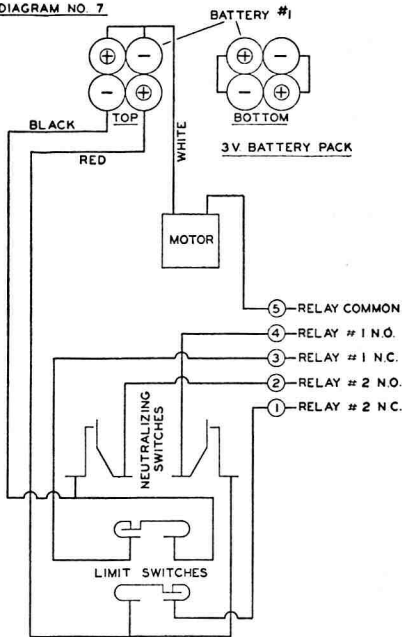 DIAGRAM NO. 7
BATTERY #1
+ -
- +
TOP
+ -
- +
BOTTOM
BLACK
RED
WHITE
3V. BATTERY PACK
MOTOR
5 RELAY COMMON
4 RELAY # 1 N.O.
3 RELAY # 1 N.C.
2 RELAY # 2 N.O.
1 RELAY # 2 N.C.
NEUTRALIZING
SWITCHES
LIMIT SWITCHES